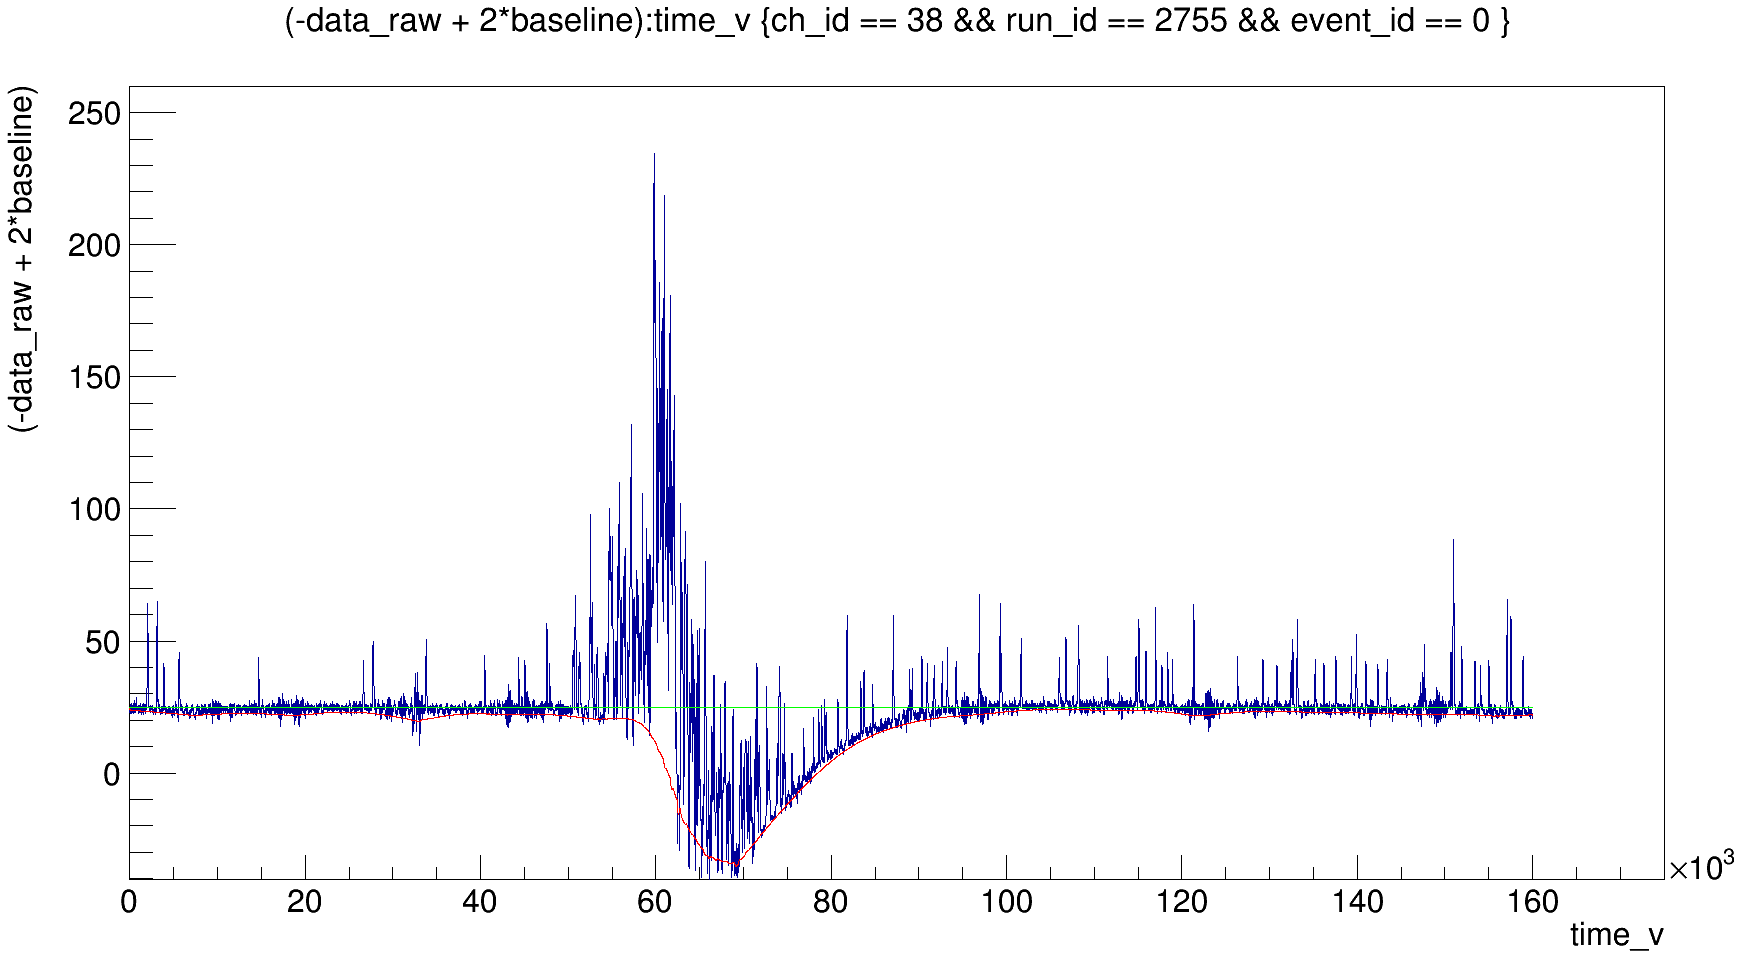 (-data_raw + 2*baseline):time_v {ch_id == 38 && run_id == 2755 && event_id == 0 }
(-data_raw + 2*baseline)
250
200
150
100
50
0
0 20 40 60 80 100 120 140 160
×10³
time_v